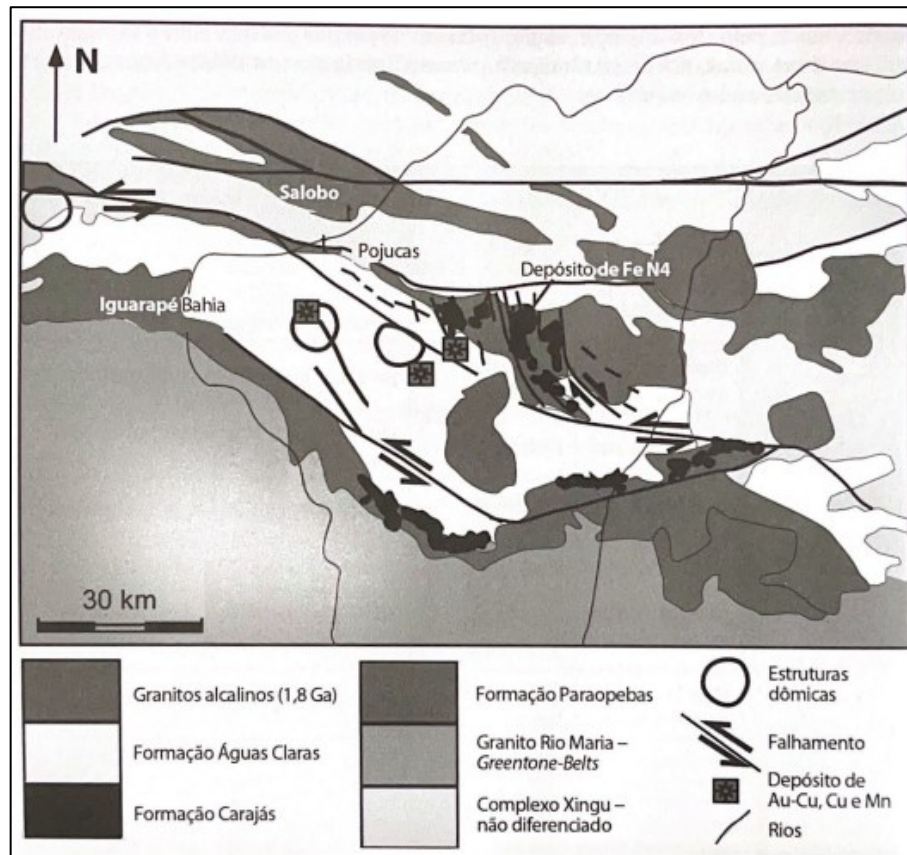 N
Salobo
Pojucas
Depósito de Fe N4
Iguarapé Bahia
30 km
Granitos alcalinos (1,8 Ga)
Formação Águas Claras
Formação Carajás
Formação Paraopebas
Granito Rio Maria –
Greentone-Belts
Complexo Xingu –
não diferenciado
Estruturas
dômicas
Falhamento
Depósito de
Au-Cu, Cu e Mn
Rios